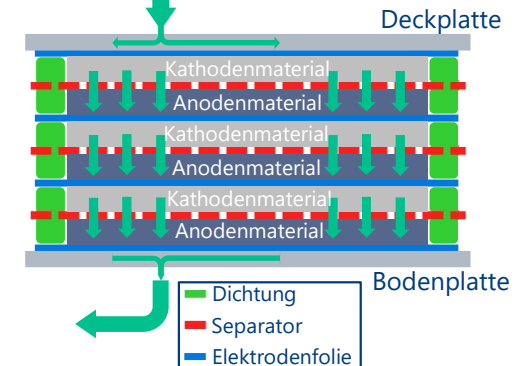 Deckplatte
Kathodenmaterial
Anodenmaterial
Kathodenmaterial
Anodenmaterial
Kathodenmaterial
Anodenmaterial
Bodenplatte
Dichtung
Separator
Elektrodenfolie